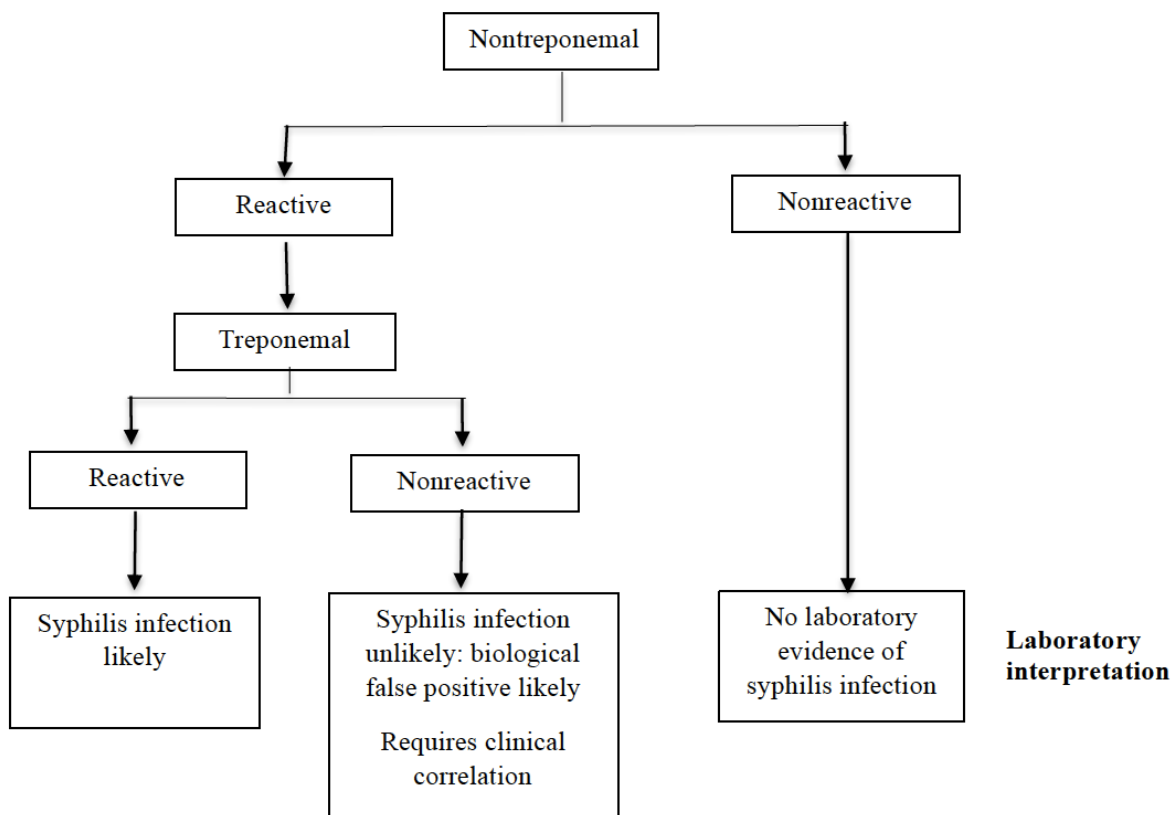 Nontreponemal
Reactive
Nonreactive
Treponemal
Reactive
Nonreactive
Syphilis infection
likely
Syphilis infection
unlikely: biological
false positive likely
Requires clinical
correlation
No laboratory
evidence of
syphilis infection
Laboratory
interpretation